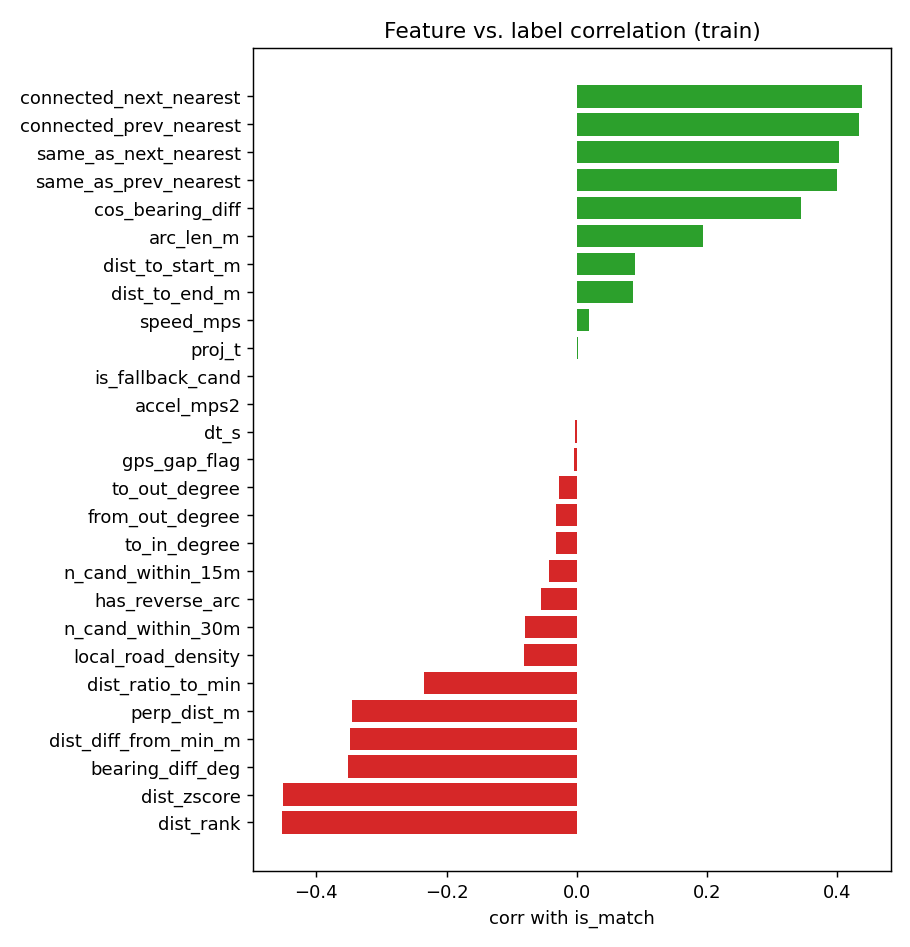 Feature vs. label correlation (train)
connected_next_nearest
connected_prev_nearest
same_as_next_nearest
same_as_prev_nearest
cos_bearing_diff
arc_len_m
dist_to_start_m
dist_to_end_m
speed_mps
proj_t
is_fallback_cand
accel_mps2
dt_s
gps_gap_flag
to_out_degree
from_out_degree
to_in_degree
n_cand_within_15m
has_reverse_arc
n_cand_within_30m
local_road_density
dist_ratio_to_min
perp_dist_m
dist_diff_from_min_m
bearing_diff_deg
dist_zscore
dist_rank
−0.4 −0.2 0.0 0.2 0.4
corr with is_match